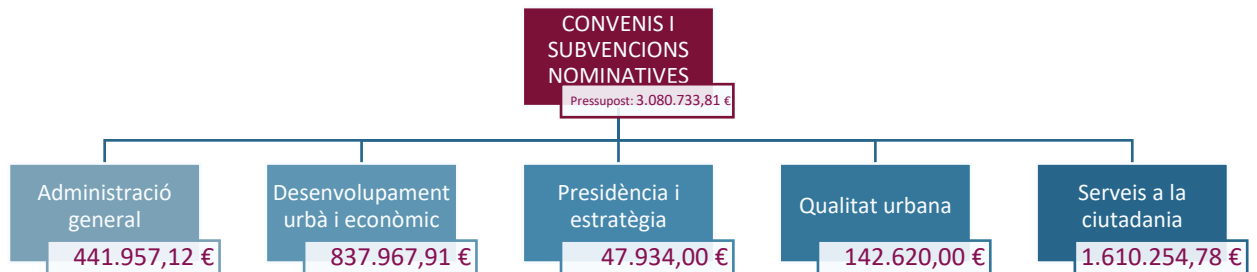 CONVENIS I
SUBVENCIONS
NOMINATIVES
Pressupost: 3.080.733,81 €
Administració
general
441.957,12 €
Desenvolupament
urbà i econòmic
837.967,91 €
Presidència i
estratègia
47.934,00 €
Qualitat urbana
142.620,00 €
Serveis a la
ciutadania
1.610.254,78 €